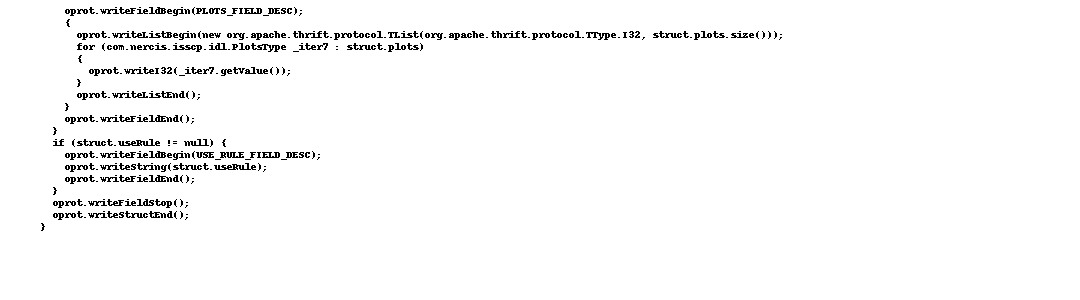 oprot.writeFieldBegin(PLOTS_FIELD_DESC);
{
oprot.writeListBegin(new org.apache.thrift.protocol.TList(org.apache.thrift.protocol.TType.I32, struct.plots.size()));
for (com.nercis.isscp.idl.PlotsType _iter7 : struct.plots)
{
oprot.writeI32(_iter7.getValue());
}
oprot.writeListEnd();
}
oprot.writeFieldEnd();
}
if (struct.useRule != null) {
oprot.writeFieldBegin(USE_RULE_FIELD_DESC);
oprot.writeString(struct.useRule);
oprot.writeFieldEnd();
}
oprot.writeFieldStop();
oprot.writeStructEnd();
}